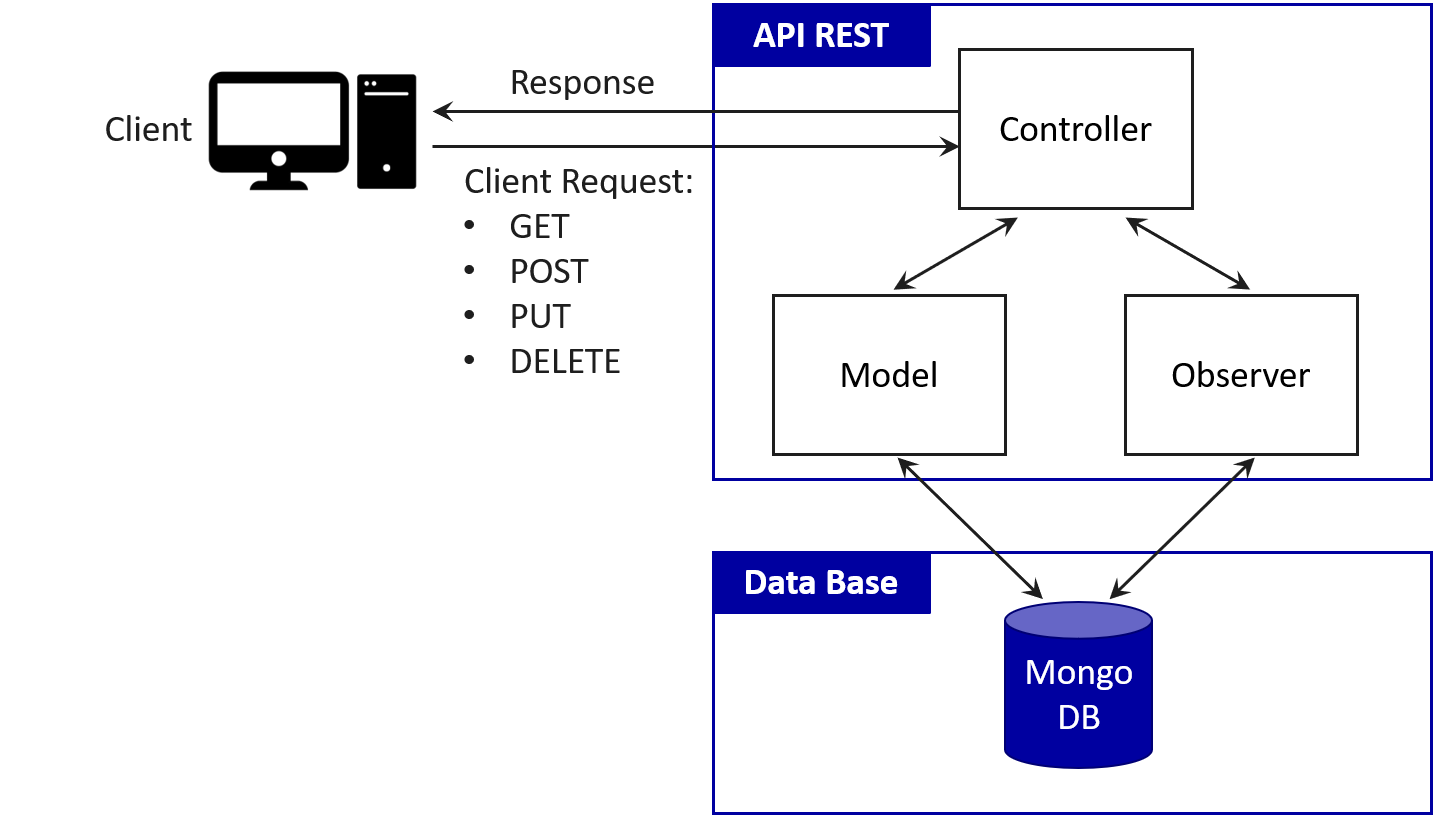 API REST
Response
Client
Controller
Client Request:
• GET
• POST
• PUT
• DELETE
Model
Observer
Data Base
Mongo
DB